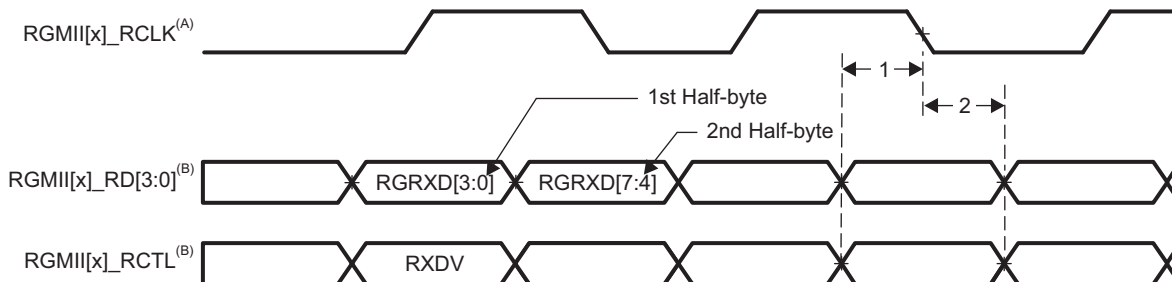 RGMII[x]_RCLK(A)
1
1st Half-byte
2
2nd Half-byte
RGMII[x]_RD[3:0](B)
RGRXD[3:0]
RGRXD[7:4]
RGMII[x]_RCTL(B)
RXDV